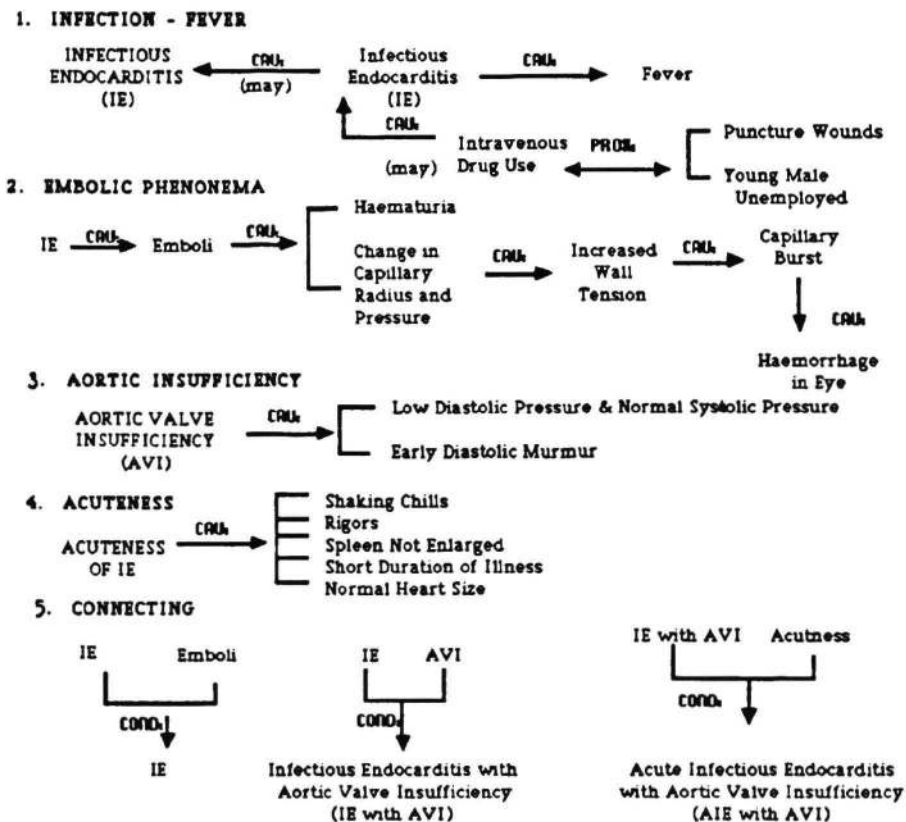 1. INFECTION - FEVER
INFECTIOUS
ENDOCARDITIS
(IE)
CAU:
(may)
Infectious
Endocarditis
(IE)
CAU:
Fever
CAU:
(may)
Intravenous
Drug Use
PROX:
Puncture Wounds
Young Male
Unemployed
2. EMBOLIC PHENONEMA
IE
CAU:
Emboli
CAU:
Haematuria
Change in
Capillary
Radius and
Pressure
CAU:
Increased
Wall
Tension
CAU:
Capillary
Burst
CAU:
Haemorrhage
in Eye
3. AORTIC INSUFFICIENCY
AORTIC VALVE
INSUFFICIENCY
(AVI)
CAU:
Low Diastolic Pressure & Normal Systolic Pressure
Early Diastolic Murmur
4. ACUTENESS
ACUTENESS
OF IE
CAU:
Shaking Chills
Rigors
Spleen Not Enlarged
Short Duration of Illness
Normal Heart Size
5. CONNECTING
IE Emboli
COND:
IE
IE AVI
COND:
Infectious Endocarditis with
Aortic Valve Insufficiency
(IE with AVI)
IE with AVI Acutness
COND:
Acute Infectious Endocarditis
with Aortic Valve Insufficiency
(AIE with AVI)